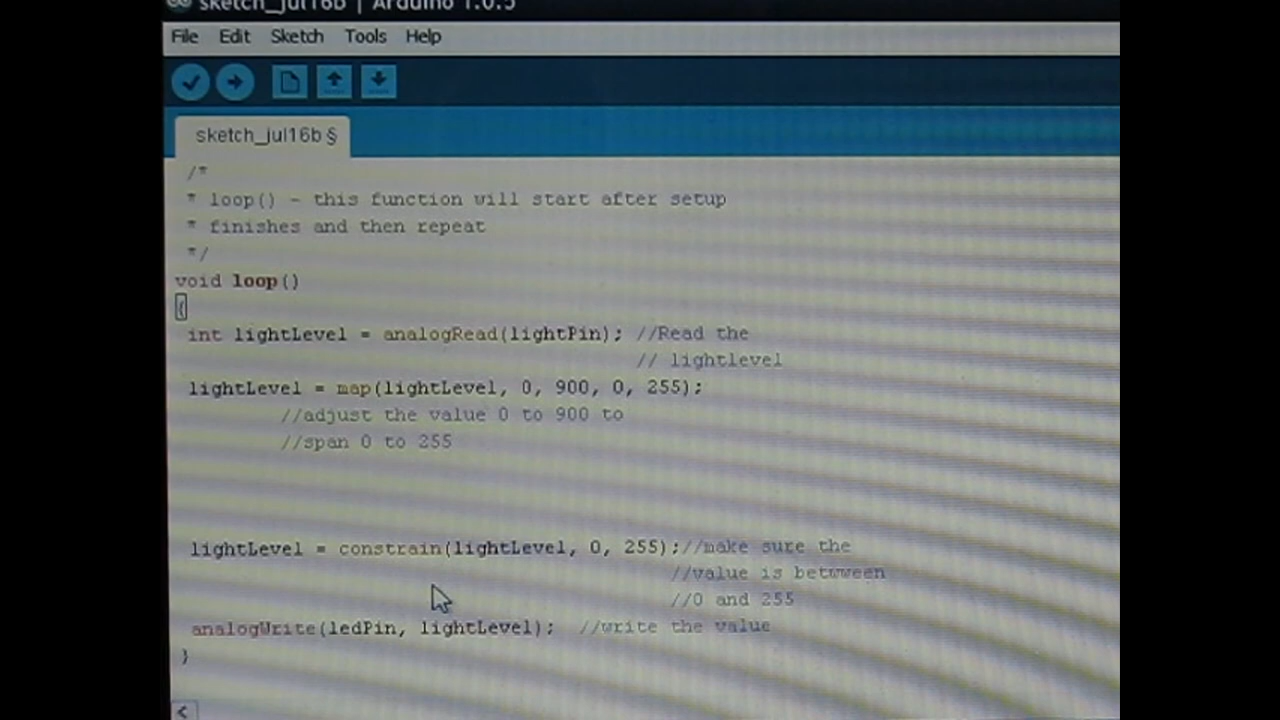 sketch_jul16b | Arduino 1.0.5
File Edit Sketch Tools Help
sketch_jul16b §
/*
* loop() - this function will start after setup
* finishes and then repeat
*/
void loop()
{
int lightLevel = analogRead(lightPin); //Read the
// lightlevel
lightLevel = map(lightLevel, 0, 900, 0, 255);
//adjust the value 0 to 900 to
//span 0 to 255
lightLevel = constrain(lightLevel, 0, 255);//make sure the
//value is betwween
//0 and 255
analogWrite(ledPin, lightLevel); //write the value
}